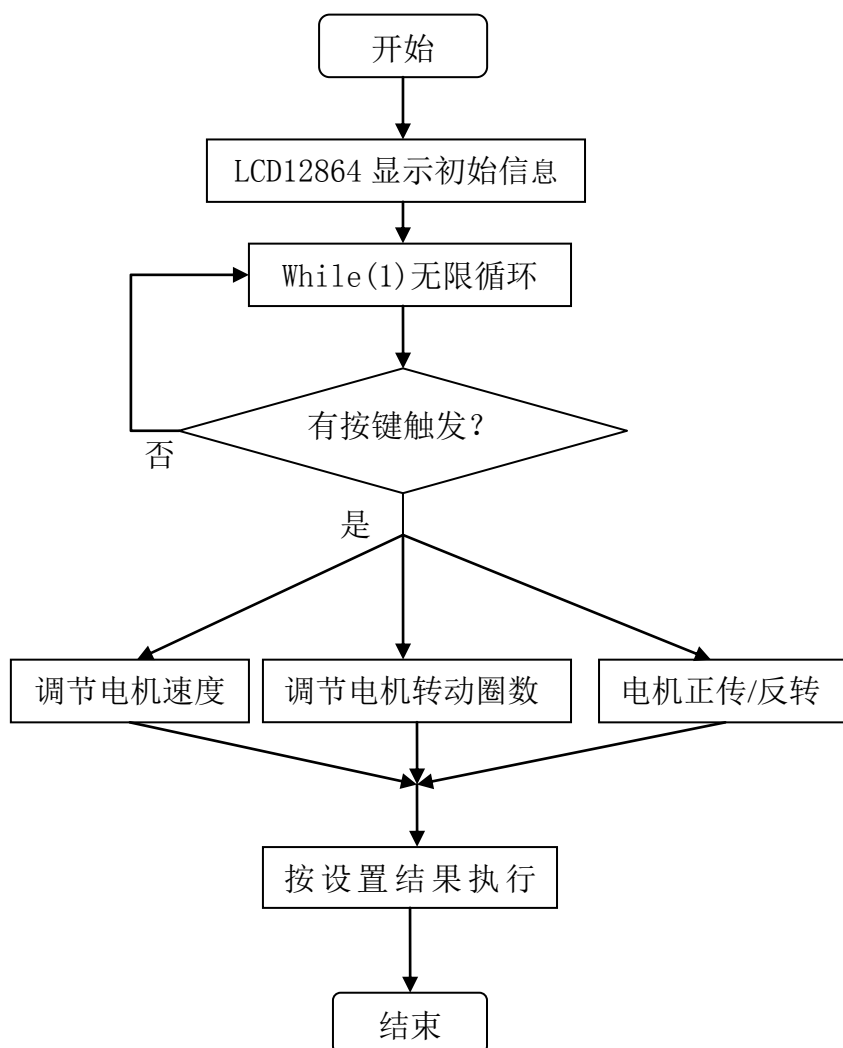 开始
LCD12864 显示初始信息
While(1)无限循环
有按键触发？
否
是
调节电机速度
调节电机转动圈数
电机正传/反转
按设置结果执行
结束